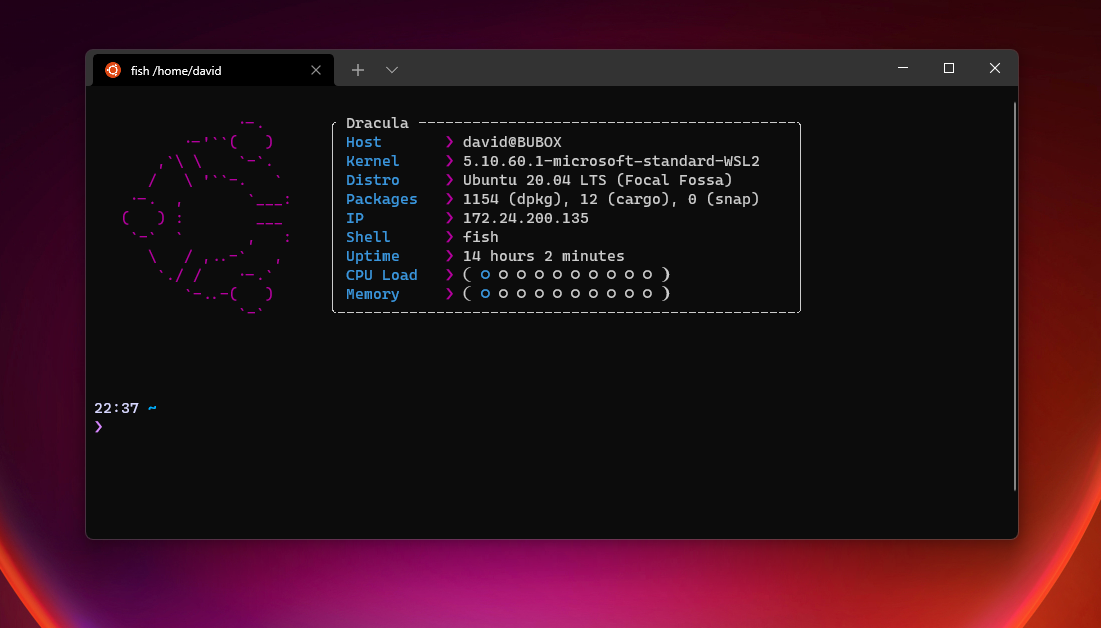 fish /home/david
Dracula
Host ❯ david@BUBOX
Kernel ❯ 5.10.60.1-microsoft-standard-WSL2
Distro ❯ Ubuntu 20.04 LTS (Focal Fossa)
Packages ❯ 1154 (dpkg), 12 (cargo), 0 (snap)
IP ❯ 172.24.200.135
Shell ❯ fish
Uptime ❯ 14 hours 2 minutes
CPU Load ❯ ( o o o o o o o o o o )
Memory ❯ ( o o o o o o o o o o )
22:37 ~
❯